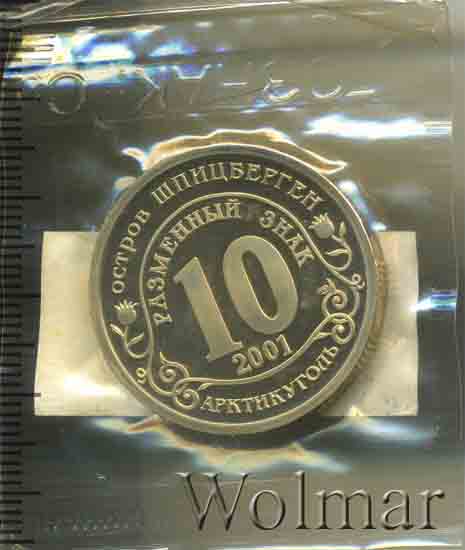 ОСТРОВ ШПИЦБЕРГЕН
РАЗМЕННЫЙ ЗНАК
10
2001
АРКТИКУГОЛЬ
Wolmar